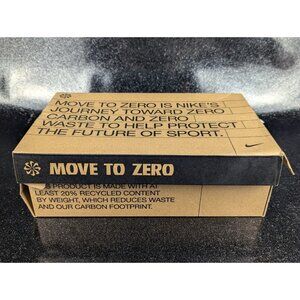 MOVE TO ZERO IS NIKE'S
JOURNEY TOWARD ZERO
CARBON AND ZERO
WASTE TO HELP PROTECT
THE FUTURE OF SPORT.
MOVE TO ZERO
PRODUCT IS MADE WITH AT
LEAST 20% RECYCLED CONTENT
BY WEIGHT, WHICH REDUCES WASTE
AND OUR CARBON FOOTPRINT.